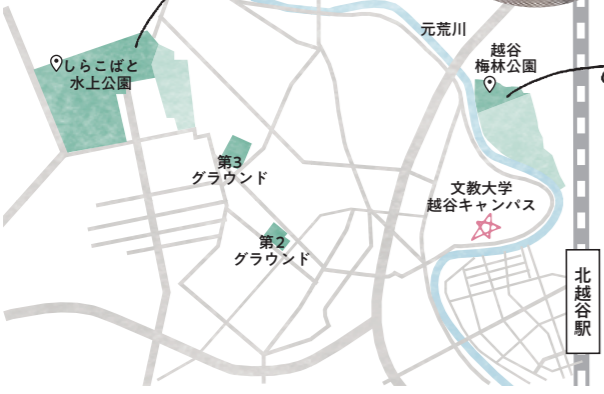 元荒川
越谷
梅林公園
しらこばと
水上公園
第3
グラウンド
文教大学
越谷キャンパス
第2
グラウンド
北越谷駅